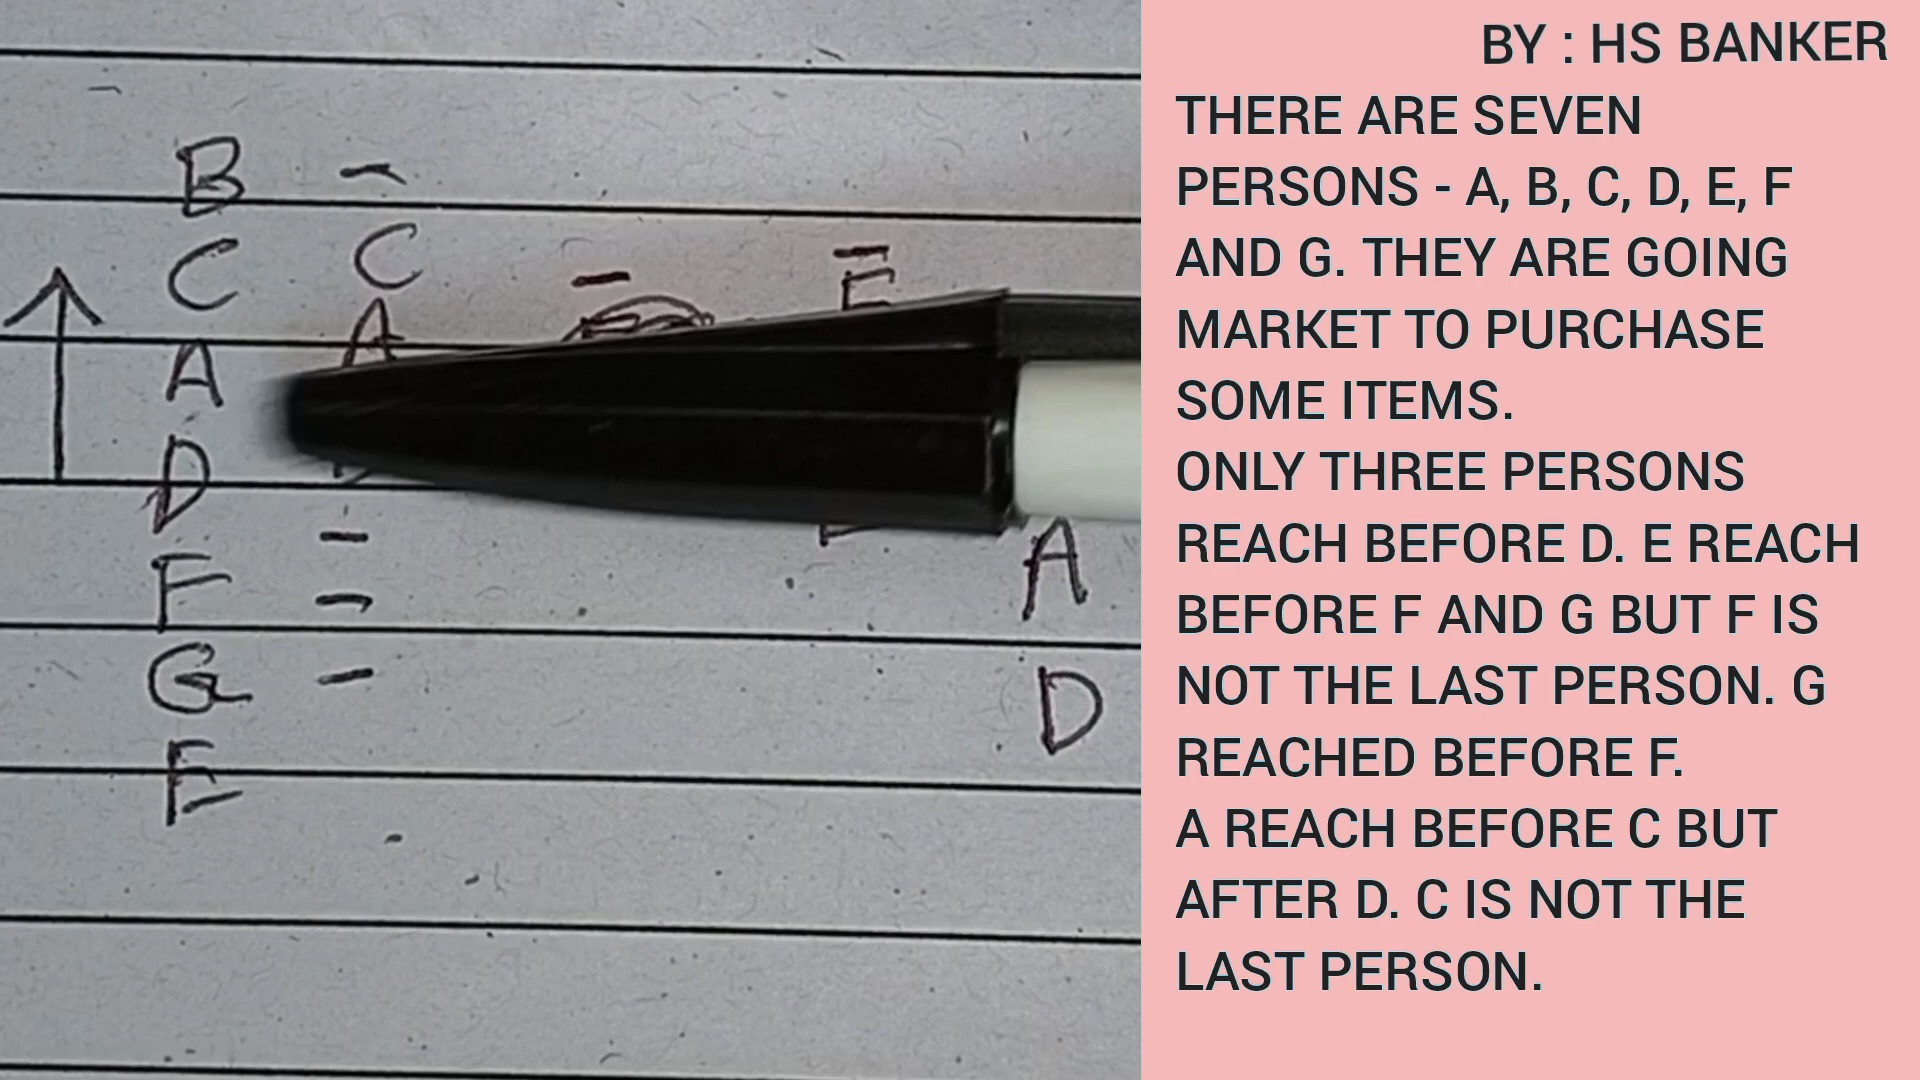 BY : HS BANKER
THERE ARE SEVEN
PERSONS - A, B, C, D, E, F
AND G. THEY ARE GOING
MARKET TO PURCHASE
SOME ITEMS.
ONLY THREE PERSONS
REACH BEFORE D. E REACH
BEFORE F AND G BUT F IS
NOT THE LAST PERSON. G
REACHED BEFORE F.
A REACH BEFORE C BUT
AFTER D. C IS NOT THE
LAST PERSON.
B -
C C
A A
D
F -
G -
E
A
D